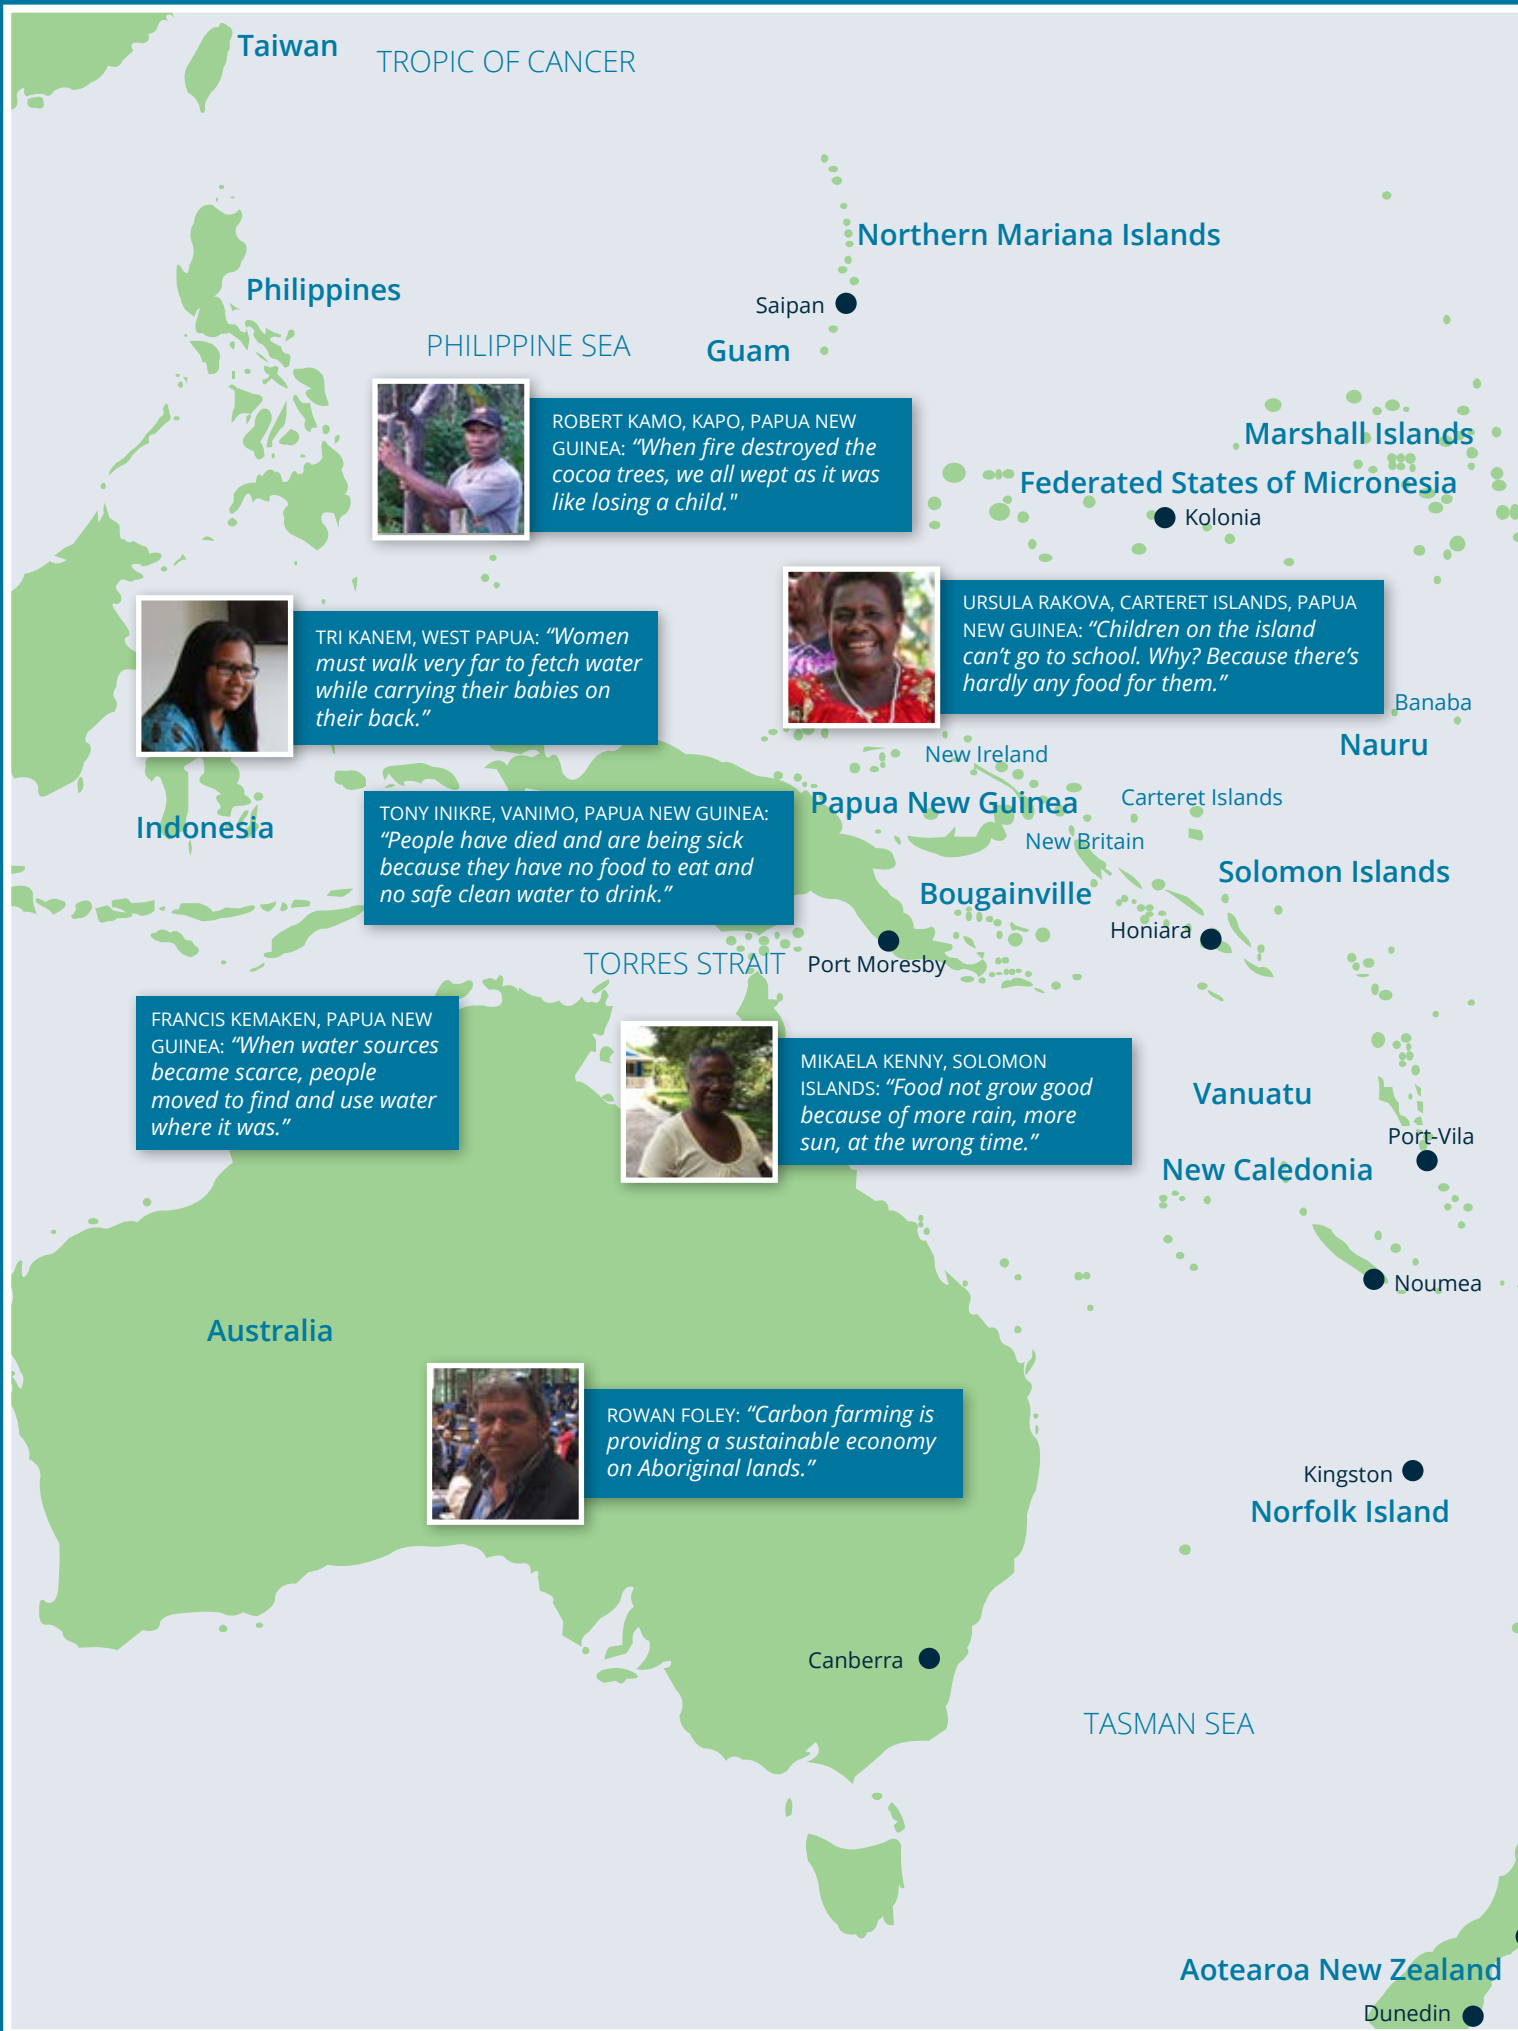 Taiwan
TROPIC OF CANCER
Northern Mariana Islands
Philippines
Saipan
PHILIPPINE SEA
Guam
ROBERT KAMO, KAPO, PAPUA NEW
GUINEA: “When fire destroyed the
cocoa trees, we all wept as it was
like losing a child."
Marshall Islands
Federated States of Micronesia
Kolonia
URSULA RAKOVA, CARTERET ISLANDS, PAPUA
NEW GUINEA: “Children on the island
can’t go to school. Why? Because there’s
hardly any food for them.”
TRI KANEM, WEST PAPUA: “Women
must walk very far to fetch water
while carrying their babies on
their back.”
Banaba
Nauru
New Ireland
Papua New Guinea
Carteret Islands
Indonesia
TONY INIKRE, VANIMO, PAPUA NEW GUINEA:
“People have died and are being sick
because they have no food to eat and
no safe clean water to drink.”
New Britain
Solomon Islands
Bougainville
Honiara
TORRES STRAIT
Port Moresby
FRANCIS KEMAKEN, PAPUA NEW
GUINEA: “When water sources
became scarce, people
moved to find and use water
where it was.”
MIKAELA KENNY, SOLOMON
ISLANDS: “Food not grow good
because of more rain, more
sun, at the wrong time.”
Vanuatu
Port-Vila
New Caledonia
Noumea
Australia
ROWAN FOLEY: “Carbon farming is
providing a sustainable economy
on Aboriginal lands.”
Kingston
Norfolk Island
Canberra
TASMAN SEA
Aotearoa New Zealand
Dunedin